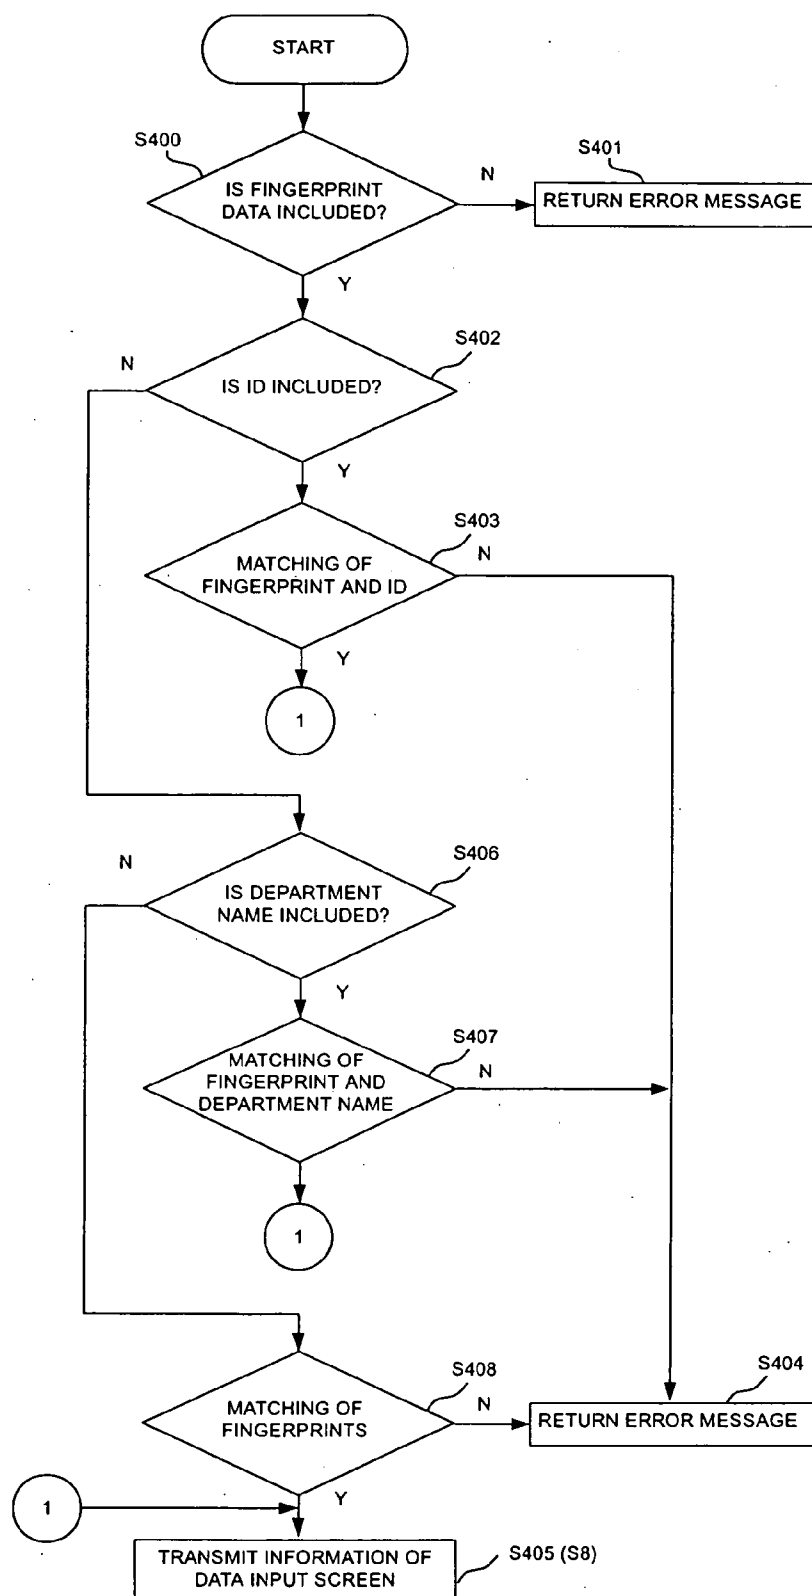 START
S400
IS FINGERPRINT
DATA INCLUDED?
N
S401
RETURN ERROR MESSAGE
Y
N
S402
IS ID INCLUDED?
Y
S403
MATCHING OF
FINGERPRINT AND ID
N
Y
1
N
S406
IS DEPARTMENT
NAME INCLUDED?
Y
S407
MATCHING OF
FINGERPRINT AND
DEPARTMENT NAME
N
1
S408
MATCHING OF
FINGERPRINTS
N
S404
RETURN ERROR MESSAGE
Y
1
TRANSMIT INFORMATION OF
DATA INPUT SCREEN
S405 (S8)